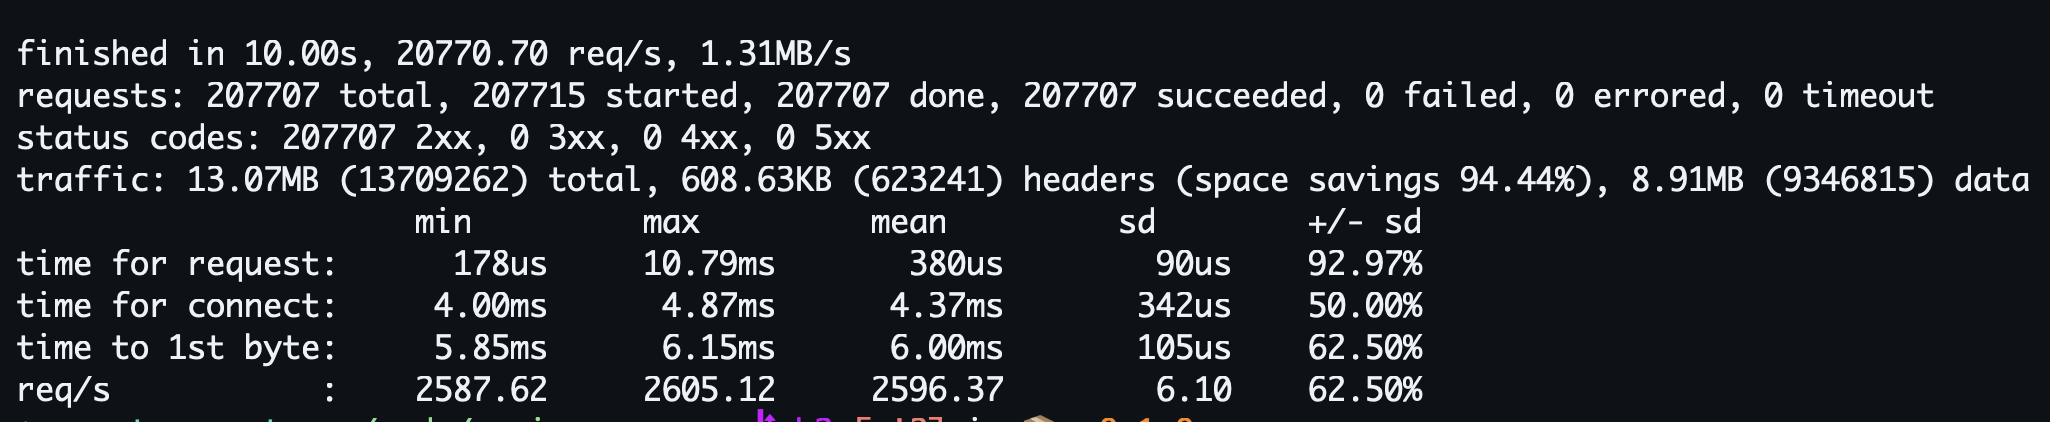 finished in 10.00s, 20770.70 req/s, 1.31MB/s
requests: 207707 total, 207715 started, 207707 done, 207707 succeeded, 0 failed, 0 errored, 0 timeout
status codes: 207707 2xx, 0 3xx, 0 4xx, 0 5xx
traffic: 13.07MB (13709262) total, 608.63KB (623241) headers (space savings 94.44%), 8.91MB (9346815) data
min max mean sd +/- sd
time for request: 178us 10.79ms 380us 90us 92.97%
time for connect: 4.00ms 4.87ms 4.37ms 342us 50.00%
time to 1st byte: 5.85ms 6.15ms 6.00ms 105us 62.50%
req/s : 2587.62 2605.12 2596.37 6.10 62.50%